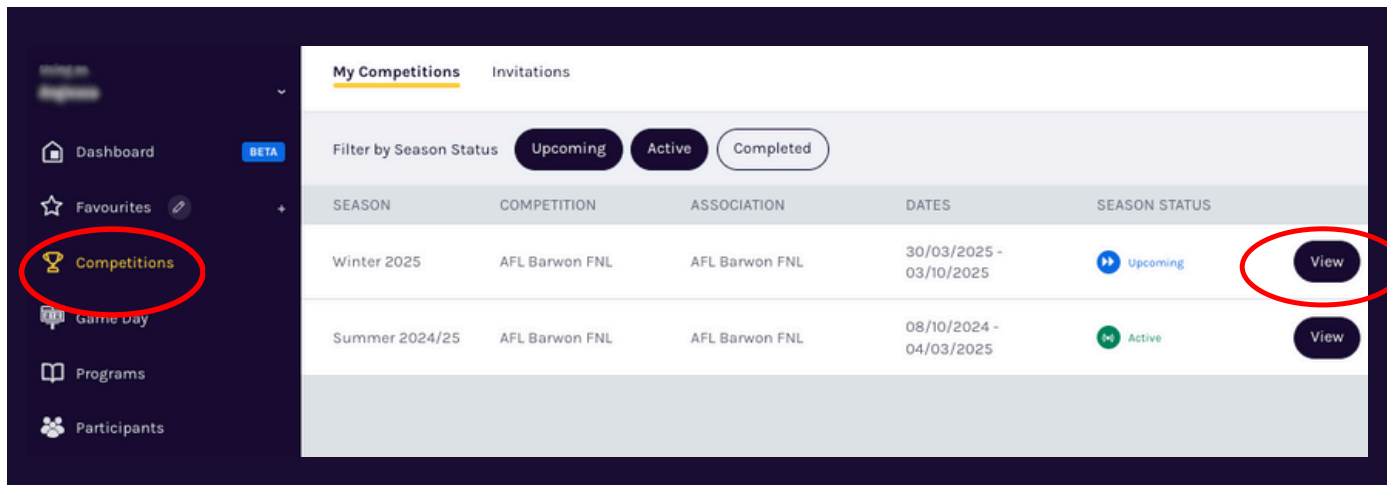 Dashboard BETA
Favourites +
Competitions
Game Day
Programs
Participants
My Competitions Invitations
Filter by Season Status Upcoming Active Completed
SEASON COMPETITION ASSOCIATION DATES SEASON STATUS
Winter 2025 AFL Barwon FNL AFL Barwon FNL 30/03/2025 - Upcoming View
03/10/2025
Summer 2024/25 AFL Barwon FNL AFL Barwon FNL 08/10/2024 - Active View
04/03/2025